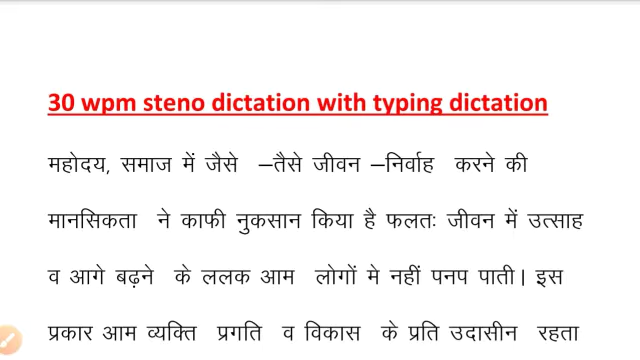 30 wpm steno dictation with typing dictation
महोदय, समाज में जैसे –तैसे जीवन –निर्वाह करने की
मानसिकता ने काफी नुकसान किया है फलतः जीवन में उत्साह
व आगे बढ़ने के ललक आम लोगों मे नहीं पनप पाती। इस
प्रकार आम व्यक्ति प्रगति व विकास के प्रति उदासीन रहता